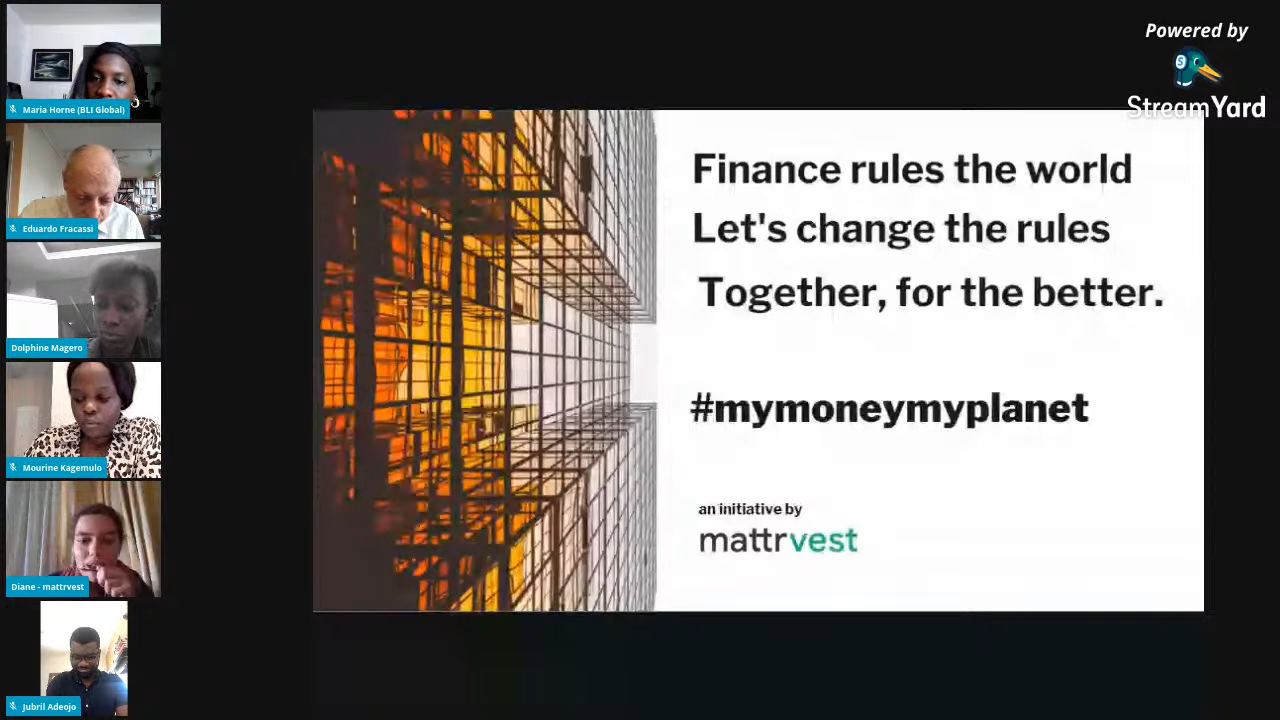 Maria Horne (BLI Global)
Eduardo Fracassi
Dolphine Magero
Mourine Kagemulo
Diane - mattrvest
Jubril Adeojo
Finance rules the world
Let's change the rules
Together, for the better.
#mymoneymyplanet
an initiative by
mattrvest
Powered by
S
StreamYard